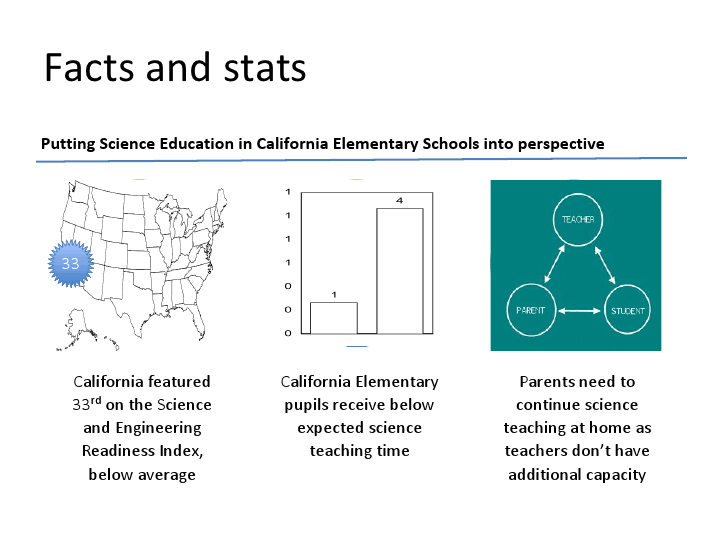 Facts and stats
Putting Science Education in California Elementary Schools into perspective
33
1
1
1
1
0
0
0
1
4
TEACHER
PARENT
STUDENT
California featured
33rd on the Science
and Engineering
Readiness Index,
below average
California Elementary
pupils receive below
expected science
teaching time
Parents need to
continue science
teaching at home as
teachers don’t have
additional capacity